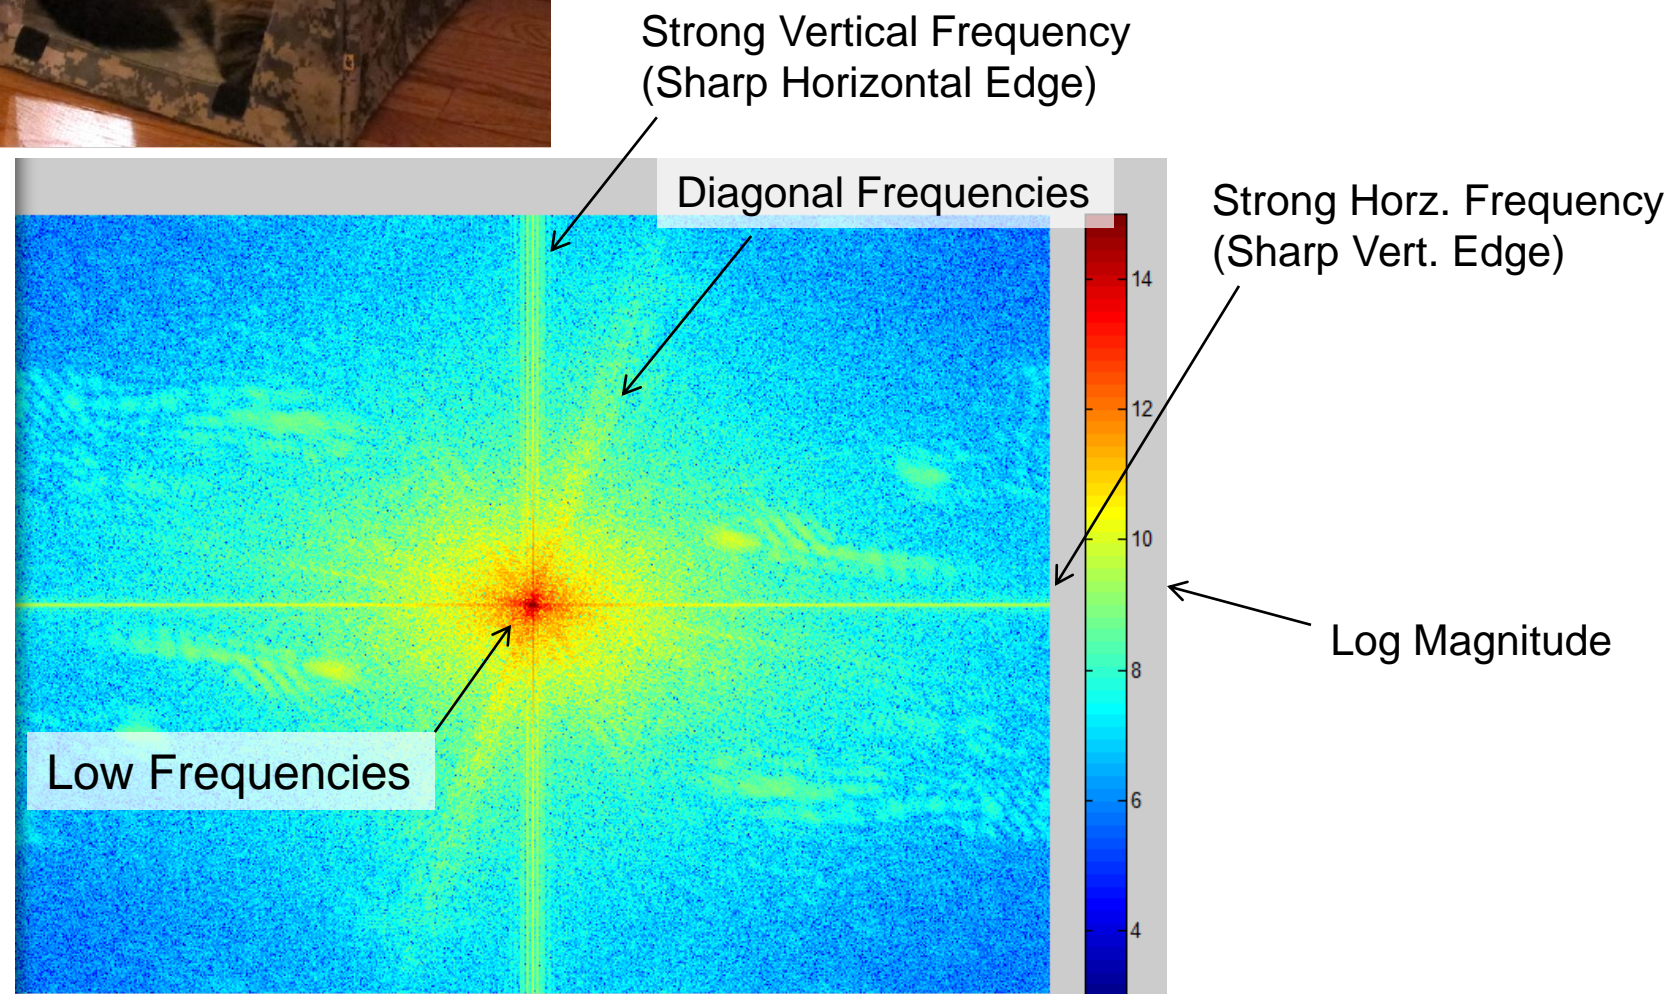 Strong Vertical Frequency
(Sharp Horizontal Edge)
Diagonal Frequencies
Strong Horz. Frequency
(Sharp Vert. Edge)
14
12
10
8
6
4
Log Magnitude
Low Frequencies